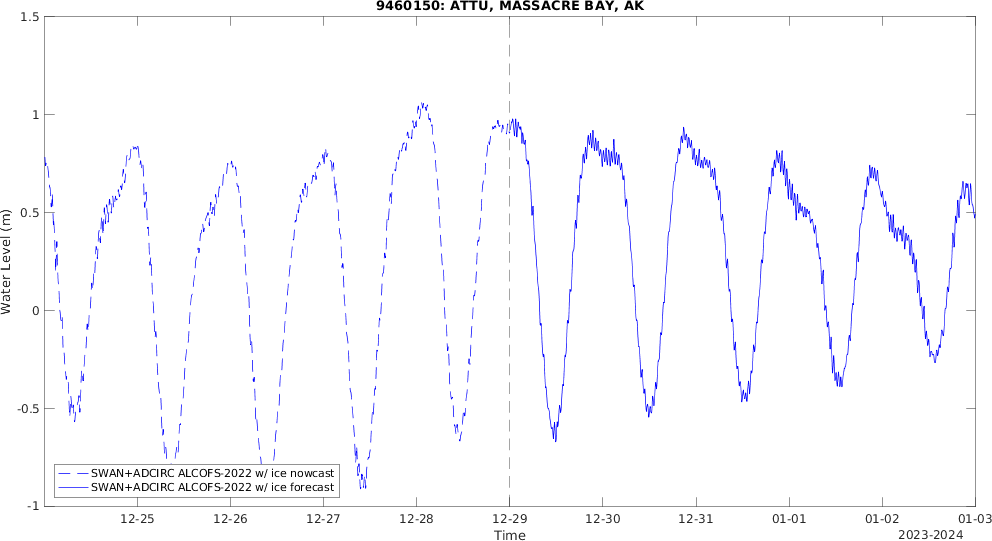 9460150: ATTU, MASSACRE BAY, AK
1.5
1
0.5
0
-0.5
-1
Water Level (m)
SWAN+ADCIRC ALCOFS-2022 w/ ice nowcast
SWAN+ADCIRC ALCOFS-2022 w/ ice forecast
12-25 12-26 12-27 12-28 12-29 12-30 12-31 01-01 01-02 01-03
Time
2023-2024